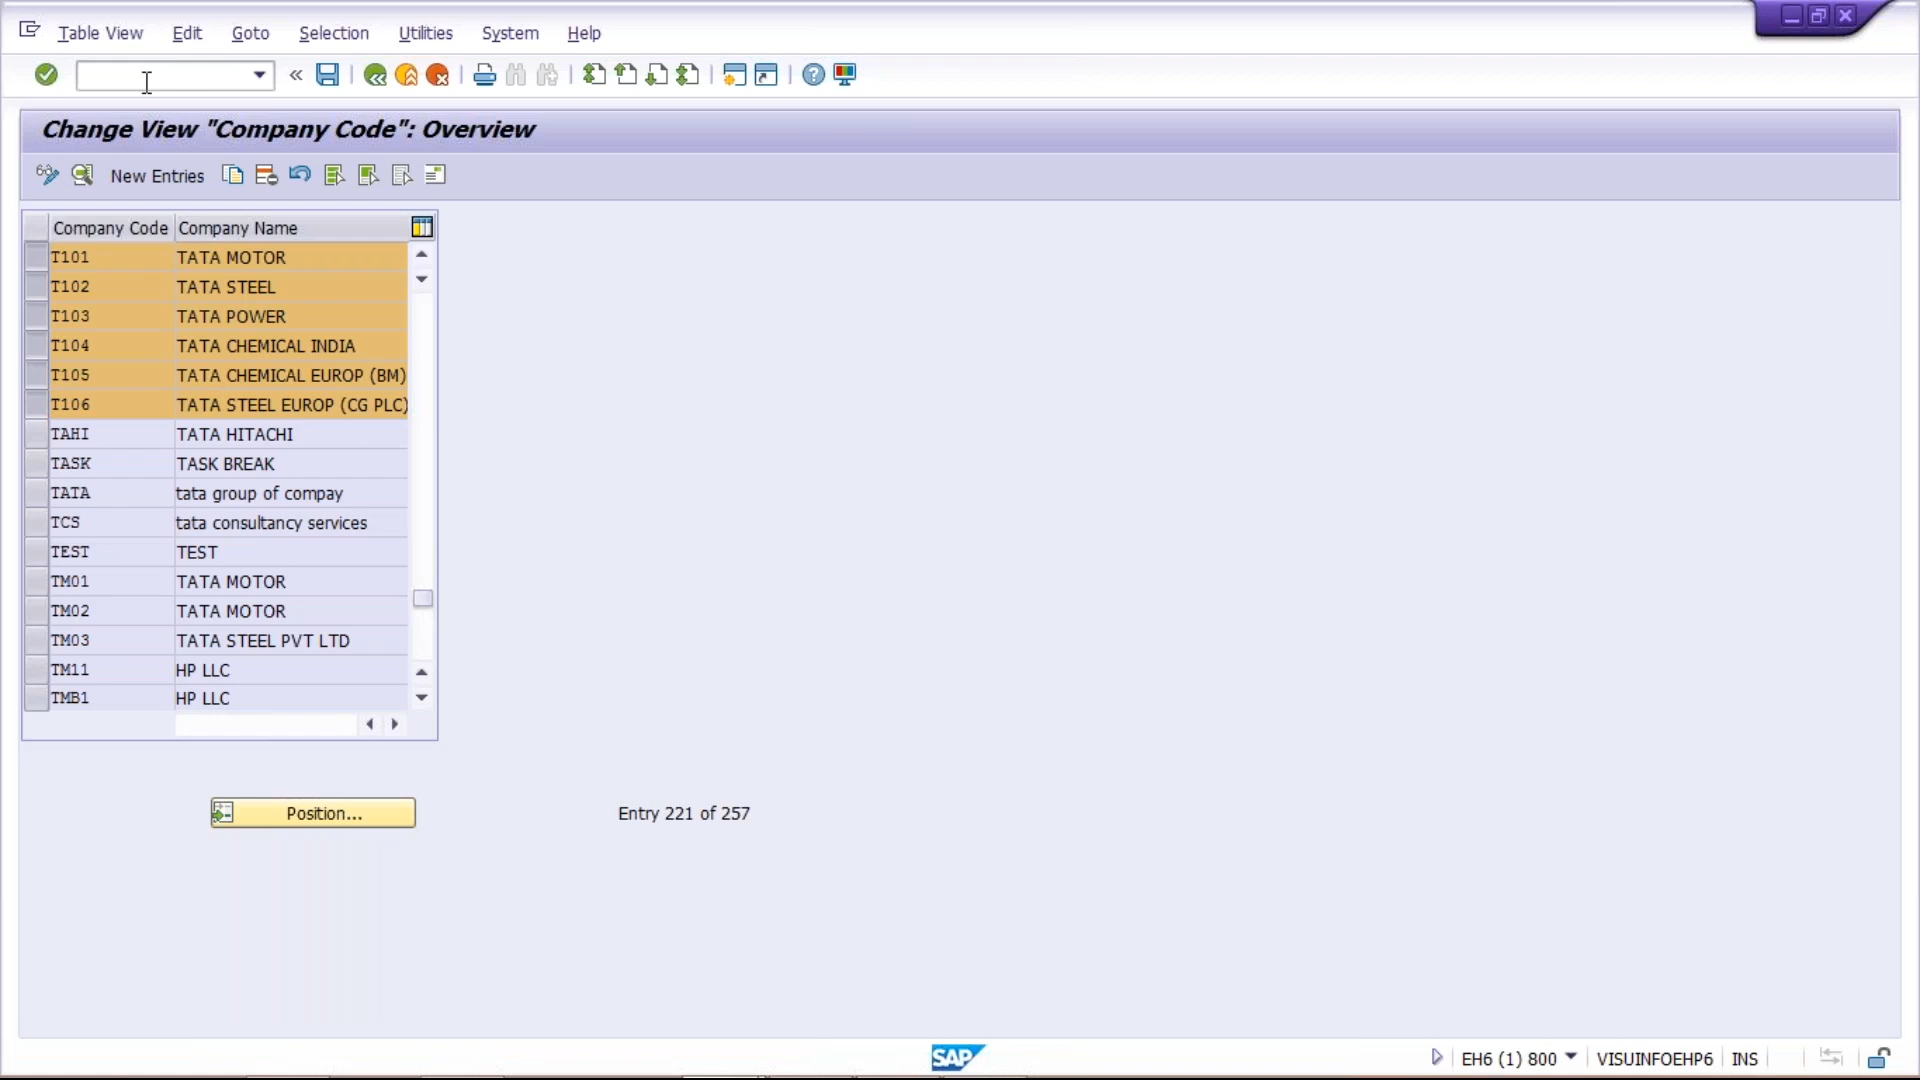 Table View Edit Goto Selection Utilities System Help
Change View "Company Code": Overview
New Entries
Company Code Company Name
T101 TATA MOTOR
T102 TATA STEEL
T103 TATA POWER
T104 TATA CHEMICAL INDIA
T105 TATA CHEMICAL EUROP (BM)
T106 TATA STEEL EUROP (CG PLC)
TAHI TATA HITACHI
TASK TASK BREAK
TATA tata group of compay
TCS tata consultancy services
TEST TEST
TM01 TATA MOTOR
TM02 TATA MOTOR
TM03 TATA STEEL PVT LTD
TM11 HP LLC
TMB1 HP LLC
Position... Entry 221 of 257
SAP EH6 (1) 800 VISUINFOEHP6 INS